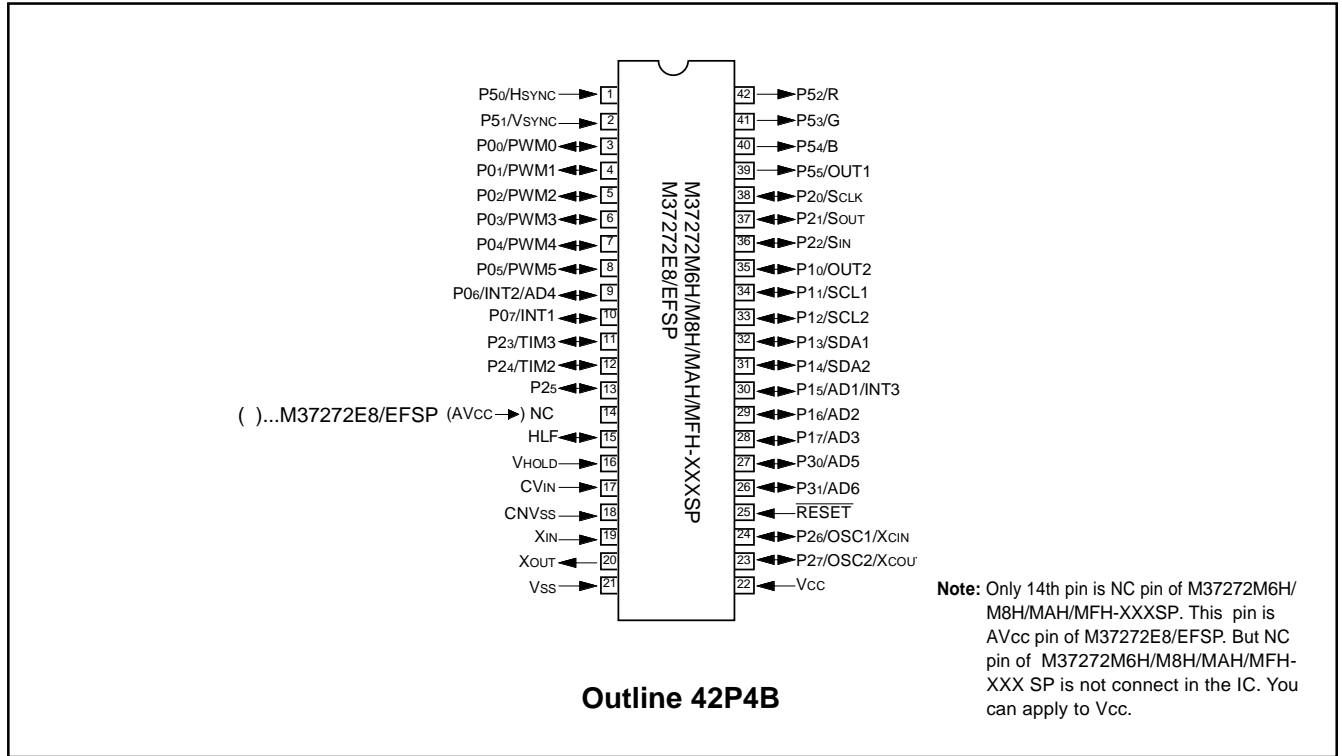 P50/HSYNC 1
P51/VSYNC 2
P00/PWM0 3
P01/PWM1 4
P02/PWM2 5
P03/PWM3 6
P04/PWM4 7
P05/PWM5 8
P06/INT2/AD4 9
P07/INT1 10
P23/TIM3 11
P24/TIM2 12
P25 13
( )...M37272E8/EFSP (AVCC ) NC 14
HLF 15
VHOLD 16
CVIN 17
CNVSS 18
XIN 19
XOUT 20
VSS 21
M37272M6H/M8H/MAH/MFH-XXXSP
M37272E8/EFSP
42 P52/R
41 P53/G
40 P54/B
39 P55/OUT1
38 P20/SCLK
37 P21/SOUT
36 P22/SIN
35 P10/OUT2
34 P11/SCL1
33 P12/SCL2
32 P13/SDA1
31 P14/SDA2
30 P15/AD1/INT3
29 P16/AD2
28 P17/AD3
27 P30/AD5
26 P31/AD6
25 RESET
24 P26/OSC1/XCIN
23 P27/OSC2/XCOU
22 VCC
Note: Only 14th pin is NC pin of M37272M6H/
M8H/MAH/MFH-XXXSP. This pin is
AVcc pin of M37272E8/EFSP. But NC
pin of M37272M6H/M8H/MAH/MFH-
XXX SP is not connect in the IC. You
can apply to Vcc.
Outline 42P4B